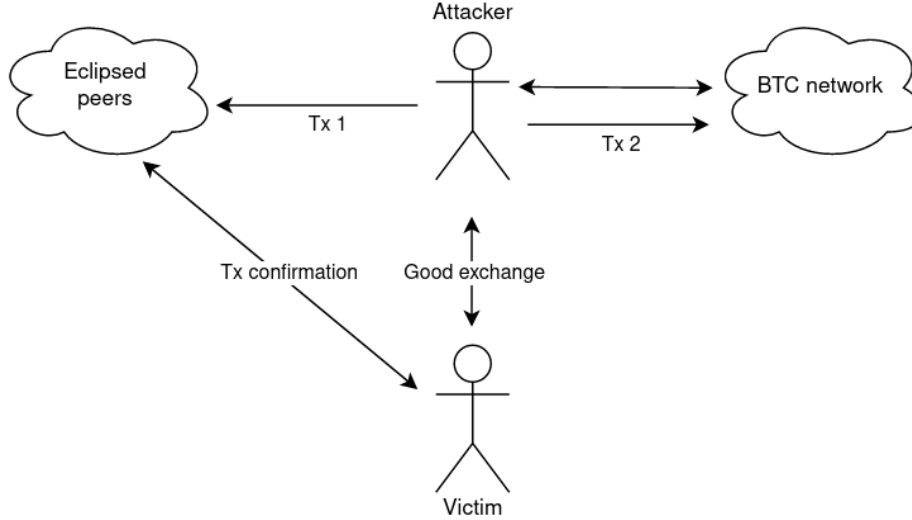 Attacker
Eclipsed
peers
BTC network
Tx 1
Tx 2
Tx confirmation
Good exchange
Victim